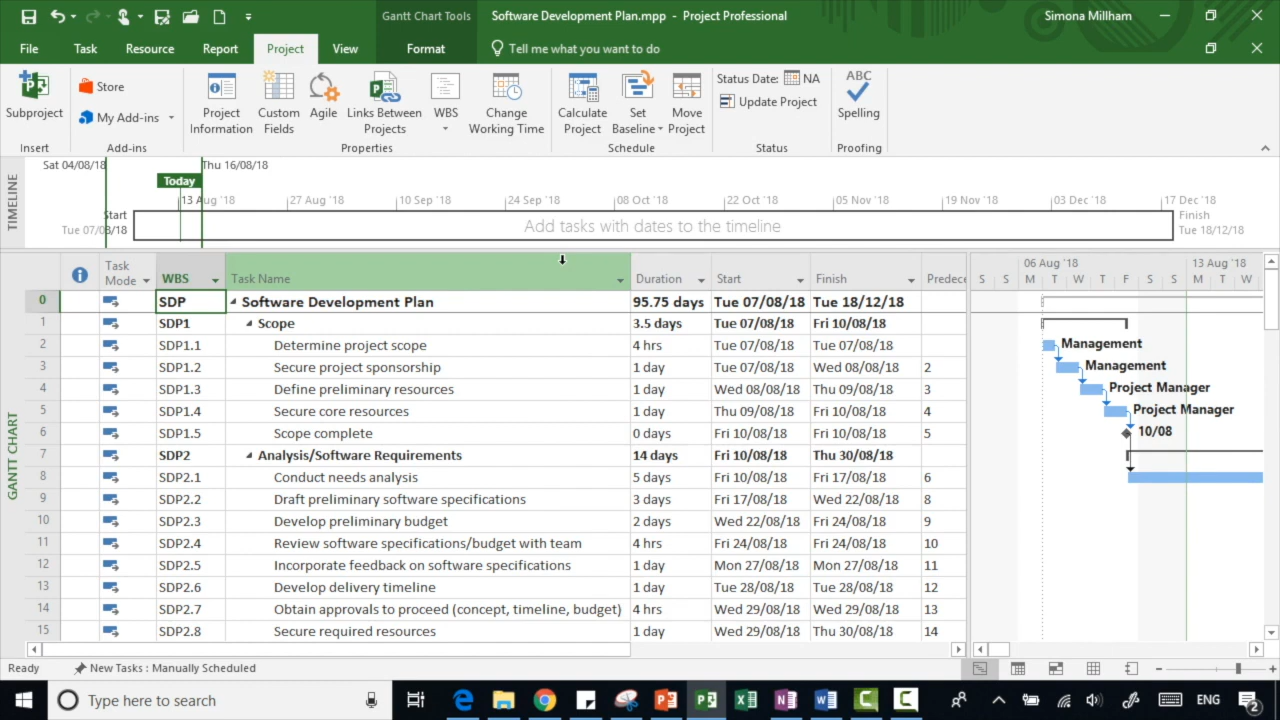 Gantt Chart Tools
Software Development Plan.mpp - Project Professional
Simona Millham
File Task Resource Report Project View Format Tell me what you want to do
Subproject
Insert
Store
My Add-ins
Add-ins
Project Information
Custom Fields
Agile
Links Between Projects
WBS
Change Working Time
Properties
Calculate Project
Set Baseline
Move Project
Schedule
Status Date: NA
Update Project
Status
ABC
Spelling
Proofing
TIMELINE
Sat 04/08/18 Thu 16/08/18
Today
13 Aug '18 27 Aug '18 10 Sep '18 24 Sep '18 08 Oct '18 22 Oct '18 05 Nov '18 19 Nov '18 03 Dec '18 17 Dec '18
Start
Tue 07/08/18
Add tasks with dates to the timeline
Finish
Tue 18/12/18
GANTT CHART
Task Mode WBS Task Name Duration Start Finish Predece
06 Aug '18 13 Aug '18
S S M T W T F S S M T W
0 SDP Software Development Plan 95.75 days Tue 07/08/18 Tue 18/12/18
1 SDP1 Scope 3.5 days Tue 07/08/18 Fri 10/08/18
2 SDP1.1 Determine project scope 4 hrs Tue 07/08/18 Tue 07/08/18 Management
3 SDP1.2 Secure project sponsorship 1 day Tue 07/08/18 Wed 08/08/18 2 Management
4 SDP1.3 Define preliminary resources 1 day Wed 08/08/18 Thu 09/08/18 3 Project Manager
5 SDP1.4 Secure core resources 1 day Thu 09/08/18 Fri 10/08/18 4 Project Manager
6 SDP1.5 Scope complete 0 days Fri 10/08/18 Fri 10/08/18 5 10/08
7 SDP2 Analysis/Software Requirements 14 days Fri 10/08/18 Thu 30/08/18
8 SDP2.1 Conduct needs analysis 5 days Fri 10/08/18 Fri 17/08/18 6
9 SDP2.2 Draft preliminary software specifications 3 days Fri 17/08/18 Wed 22/08/18 8
10 SDP2.3 Develop preliminary budget 2 days Wed 22/08/18 Fri 24/08/18 9
11 SDP2.4 Review software specifications/budget with team 4 hrs Fri 24/08/18 Fri 24/08/18 10
12 SDP2.5 Incorporate feedback on software specifications 1 day Mon 27/08/18 Mon 27/08/18 11
13 SDP2.6 Develop delivery timeline 1 day Tue 28/08/18 Tue 28/08/18 12
14 SDP2.7 Obtain approvals to proceed (concept, timeline, budget) 4 hrs Wed 29/08/18 Wed 29/08/18 13
15 SDP2.8 Secure required resources 1 day Wed 29/08/18 Thu 30/08/18 14
Ready New Tasks : Manually Scheduled
Type here to search
ENG
2